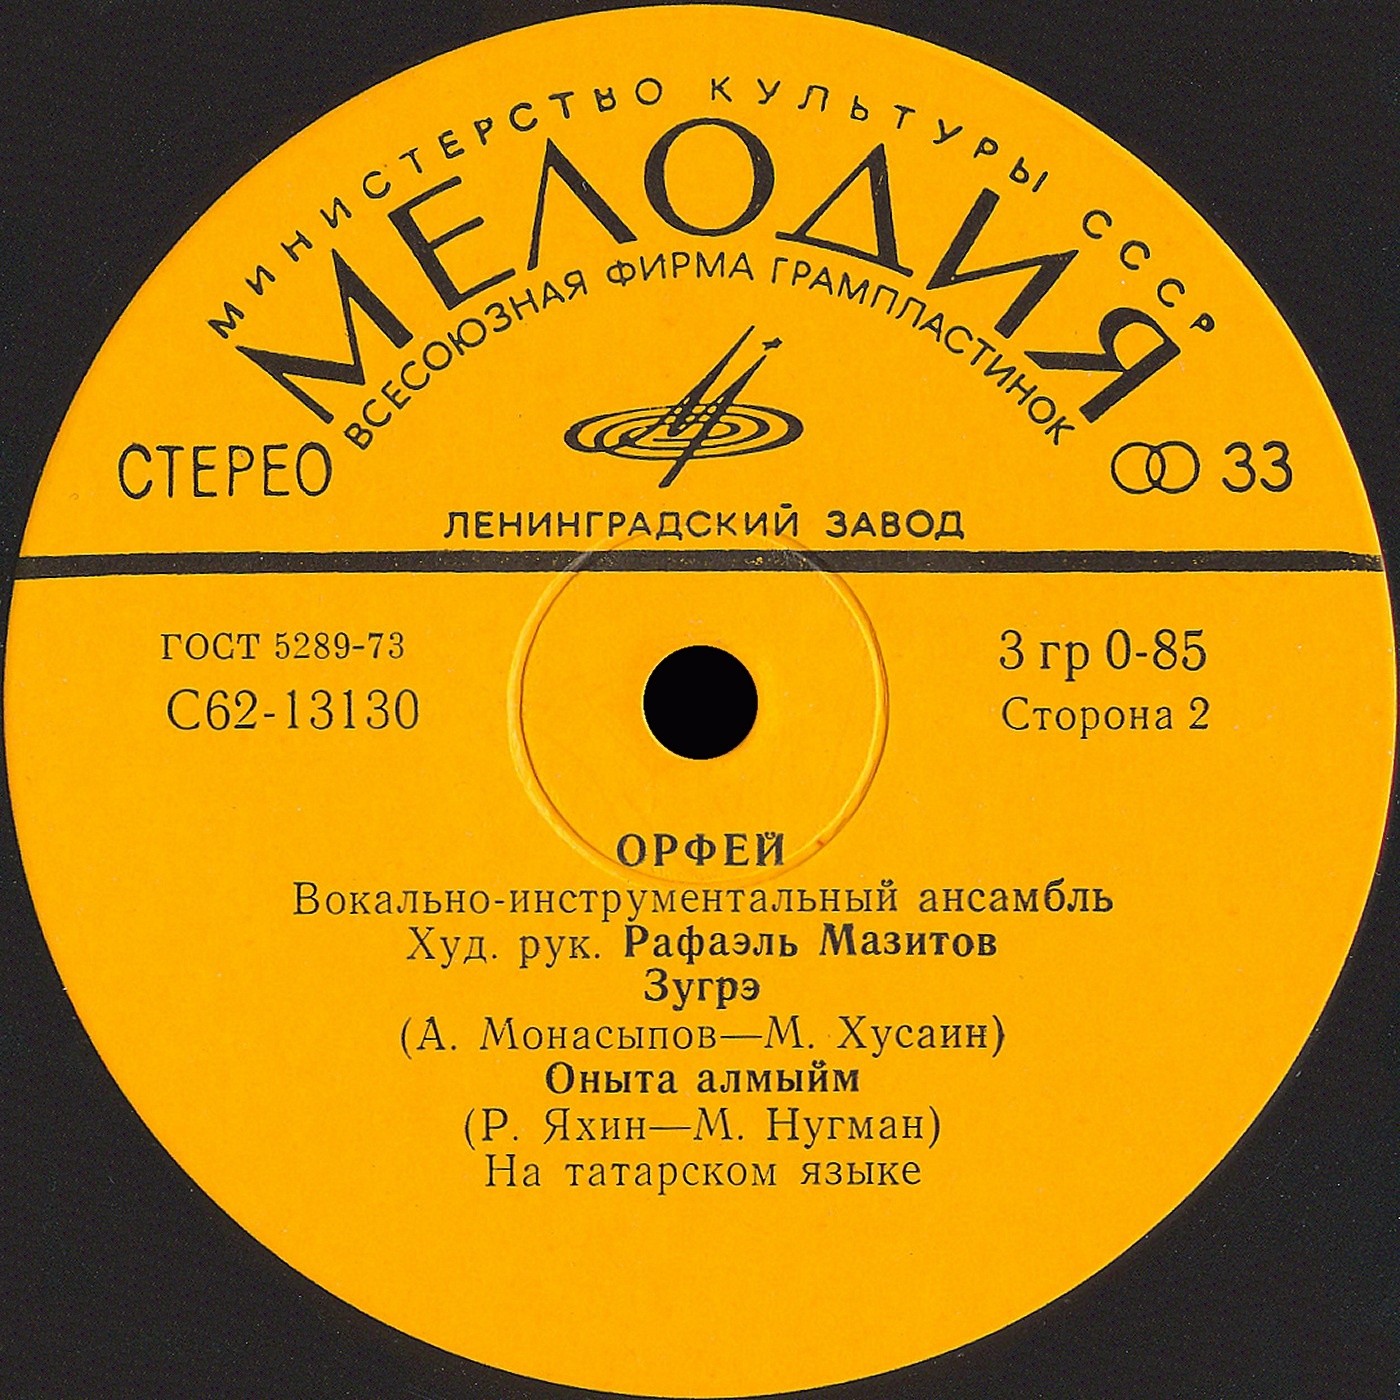 МИНИСТЕРСТВО КУЛЬТУРЫ СССР
МЕЛОДИЯ
ВСЕСОЮЗНАЯ ФИРМА ГРАМПЛАСТИНОК
СТЕРЕО
33
ЛЕНИНГРАДСКИЙ ЗАВОД
ГОСТ 5289-73
С62-13130
3 гр 0-85
Сторона 2
ОРФЕЙ
Вокально-инструментальный ансамбль
Худ. рук. Рафаэль Мазитов
Зугрэ
(А. Монасыпов—М. Хусаин)
Оныта алмыйм
(Р. Яхин—М. Нугман)
На татарском языке